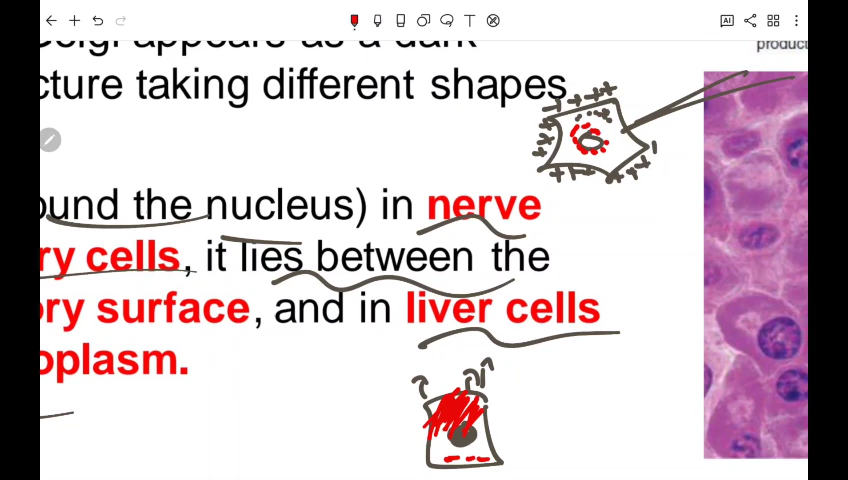 Golgi appears as a dark
cture taking different shapes
ound the nucleus) in nerve
ry cells, it lies between the
ory surface, and in liver cells
oplasm.
product
AI
T